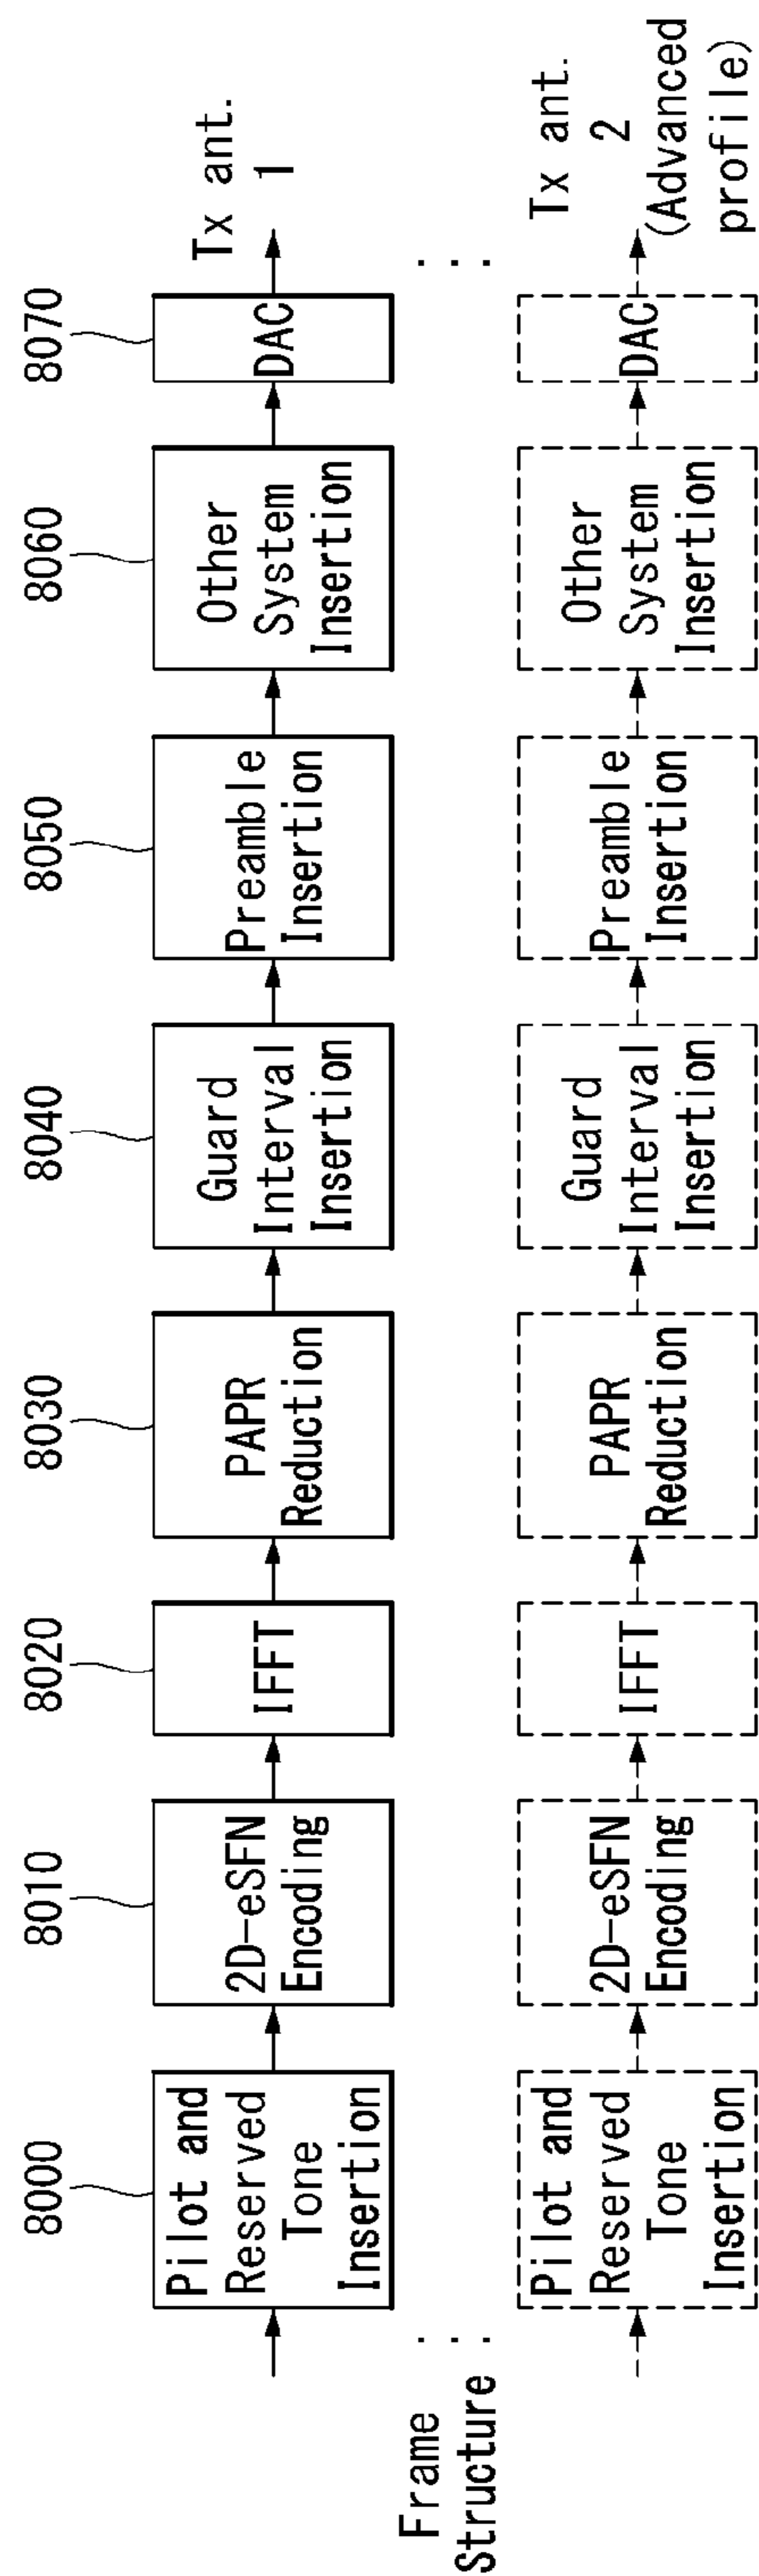 8000
8010
8020
8030
8040
8050
8060
8070
Pilot and
Reserved
Tone
Insertion
2D-eSFN
Encoding
IFFT
PAPR
Reduction
Guard
Interval
Insertion
Preamble
Insertion
Other
System
Insertion
DAC
Tx ant.
1
Frame
Structure
Pilot and
Reserved
Tone
Insertion
2D-eSFN
Encoding
IFFT
PAPR
Reduction
Guard
Interval
Insertion
Preamble
Insertion
Other
System
Insertion
DAC
Tx ant.
2
(Advanced
profile)